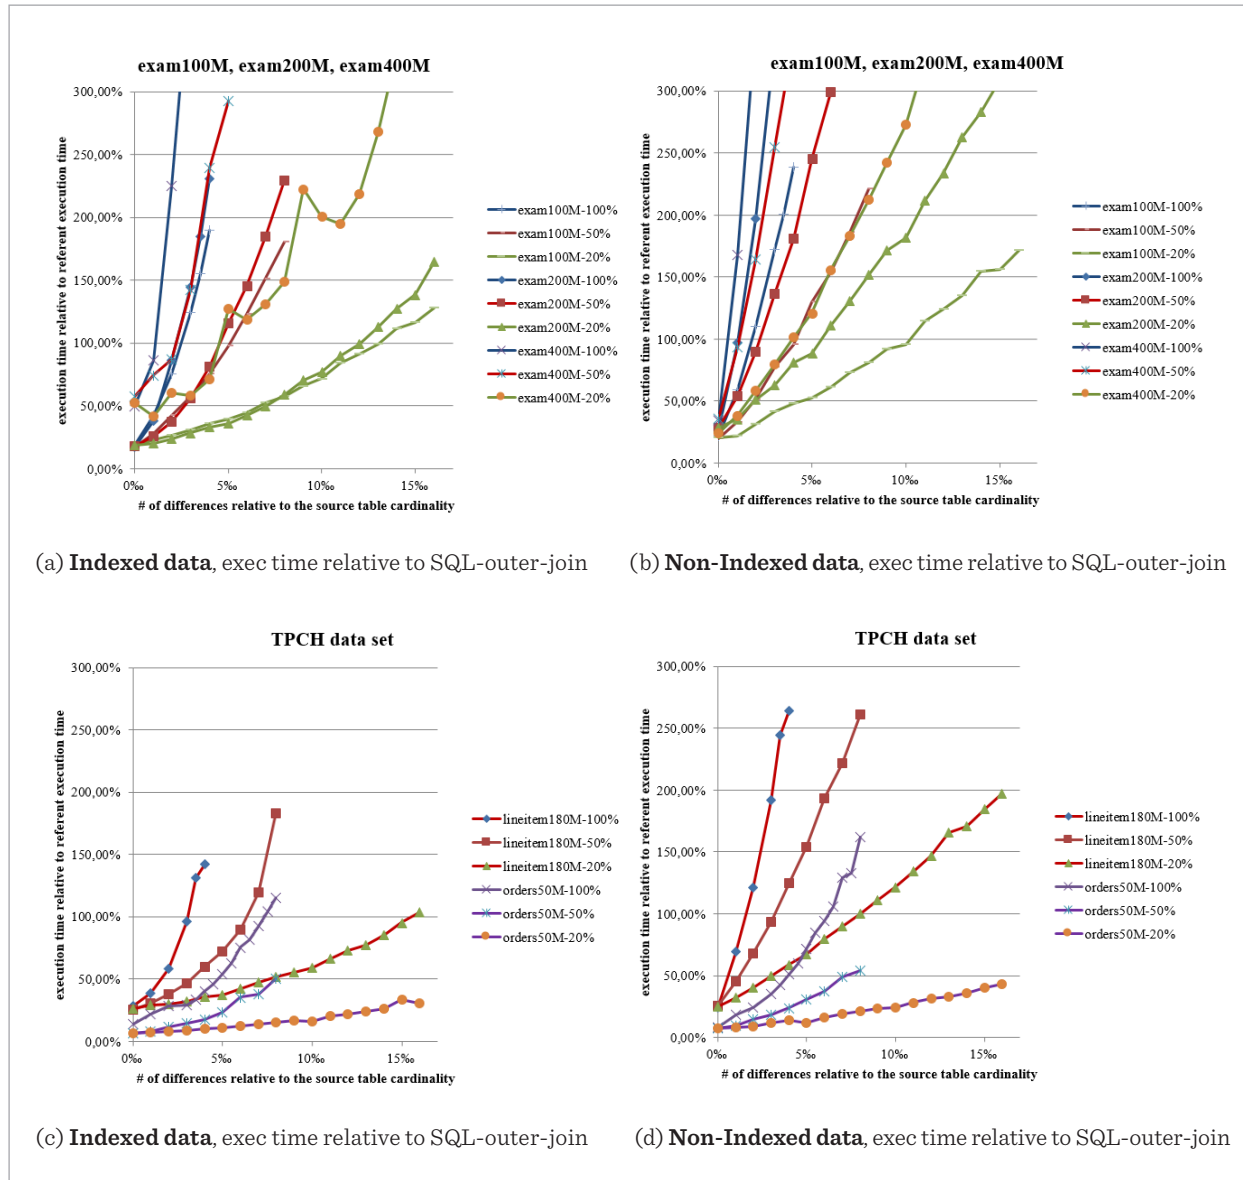 exam100M, exam200M, exam400M
execution time relative to referent execution time
300,00%
250,00%
200,00%
150,00%
100,00%
50,00%
0,00%
0‰
5‰
10‰
15‰
# of differences relative to the source table cardinality
exam100M-100%
exam100M-50%
exam100M-20%
exam200M-100%
exam200M-50%
exam200M-20%
exam400M-100%
exam400M-50%
exam400M-20%
(a) Indexed data, exec time relative to SQL-outer-join
exam100M, exam200M, exam400M
execution time relative to referent execution time
300,00%
250,00%
200,00%
150,00%
100,00%
50,00%
0,00%
0‰
5‰
10‰
15‰
# of differences relative to the source table cardinality
exam100M-100%
exam100M-50%
exam100M-20%
exam200M-100%
exam200M-50%
exam200M-20%
exam400M-100%
exam400M-50%
exam400M-20%
(b) Non-Indexed data, exec time relative to SQL-outer-join
TPCH data set
execution time relative to referent execution time
300,00%
250,00%
200,00%
150,00%
100,00%
50,00%
0,00%
0‰
5‰
10‰
15‰
# of differences relative to the source table cardinality
lineitem180M-100%
lineitem180M-50%
lineitem180M-20%
orders50M-100%
orders50M-50%
orders50M-20%
(c) Indexed data, exec time relative to SQL-outer-join
TPCH data set
execution time relative to referent execution time
300,00%
250,00%
200,00%
150,00%
100,00%
50,00%
0,00%
0‰
5‰
10‰
15‰
# of differences relative to the source table cardinality
lineitem180M-100%
lineitem180M-50%
lineitem180M-20%
orders50M-100%
orders50M-50%
orders50M-20%
(d) Non-Indexed data, exec time relative to SQL-outer-join